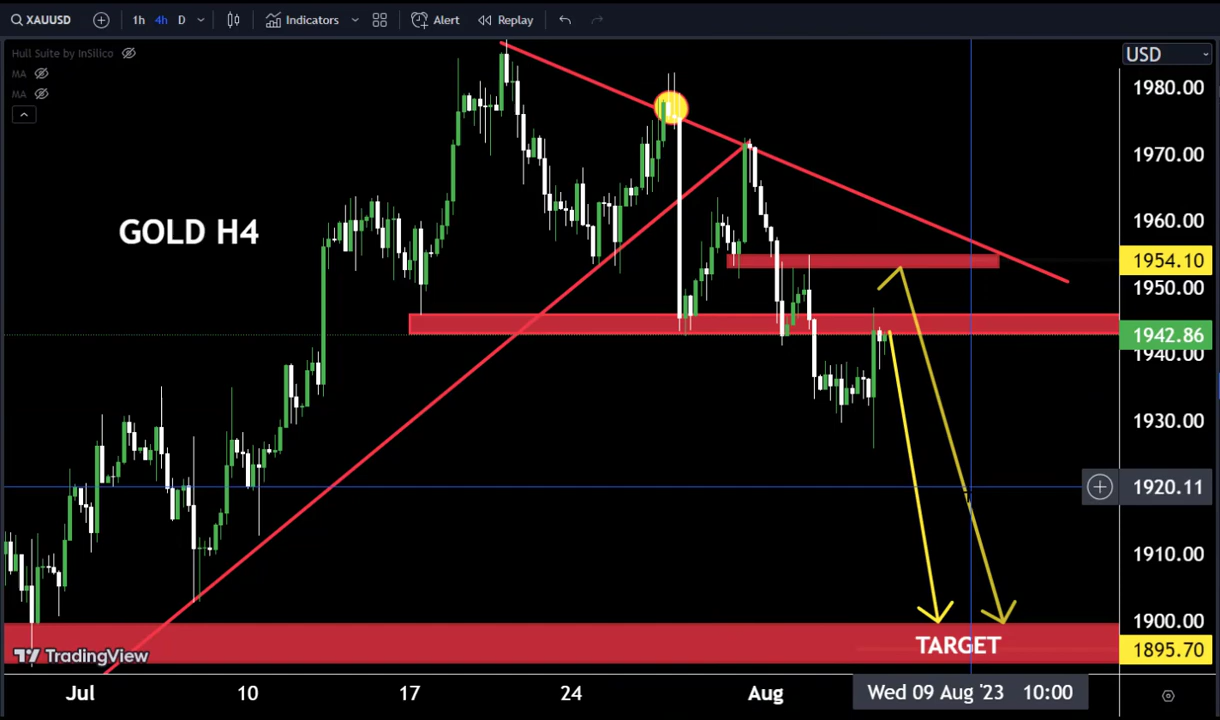 XAUUSD 1h 4h D Indicators Alert Replay
Hull Suite by InSilico
MA
MA
USD
1980.00
1970.00
GOLD H4
1960.00
1954.10
1950.00
1942.86
1940.00
1930.00
1920.11
1910.00
1900.00
TARGET
1895.70
TradingView
Jul 10 17 24 Aug Wed 09 Aug '23 10:00